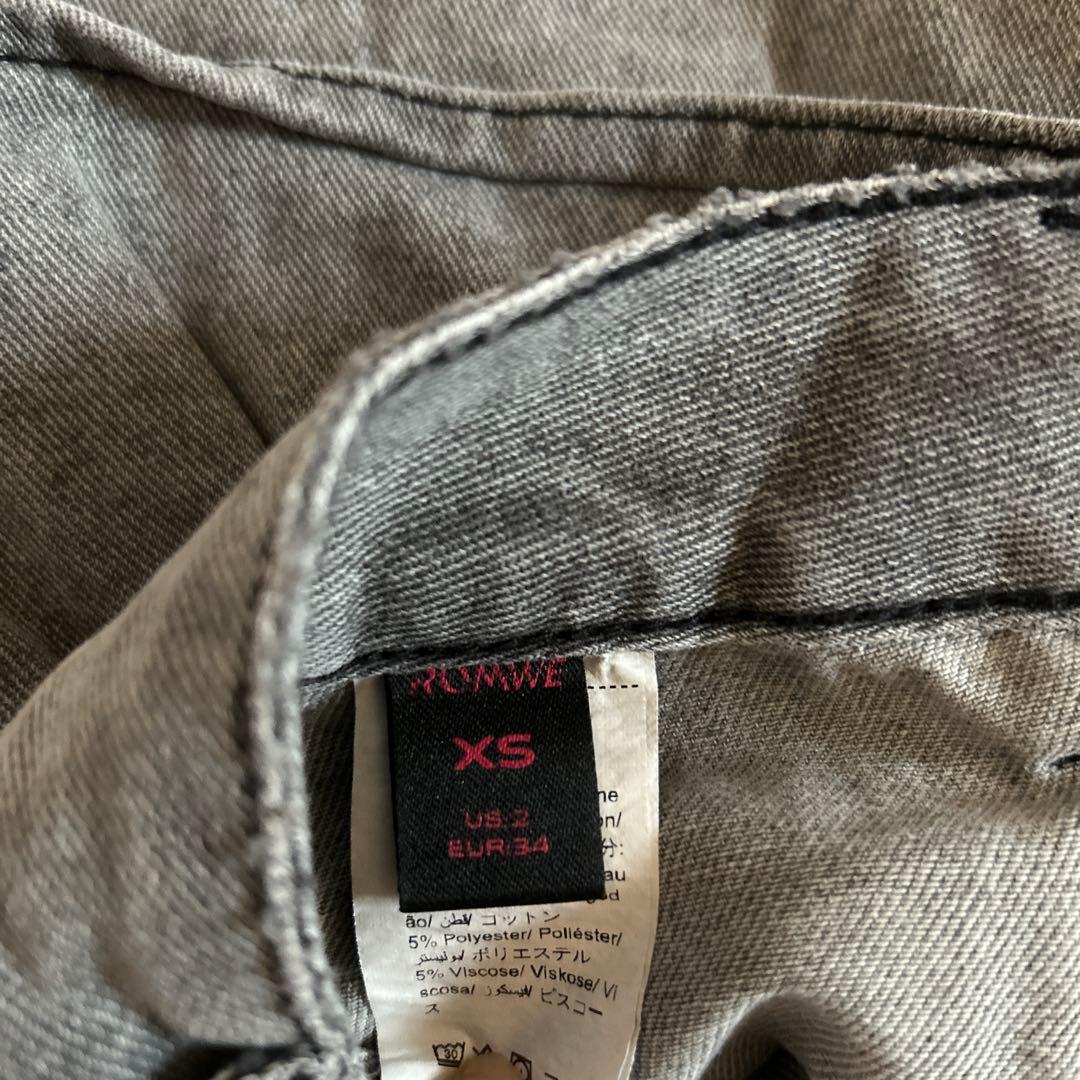 ROMWE
XS
US:2
EUR:34
ne
on/
分:
au
ão/ قطن/ コットン
5% Polyester/ Poliéster/
بوليستر/ ポリエステル
5% Viscose/ Viskose/ Vi
scosa/ فيسكوز/ ビスコー
ス
30